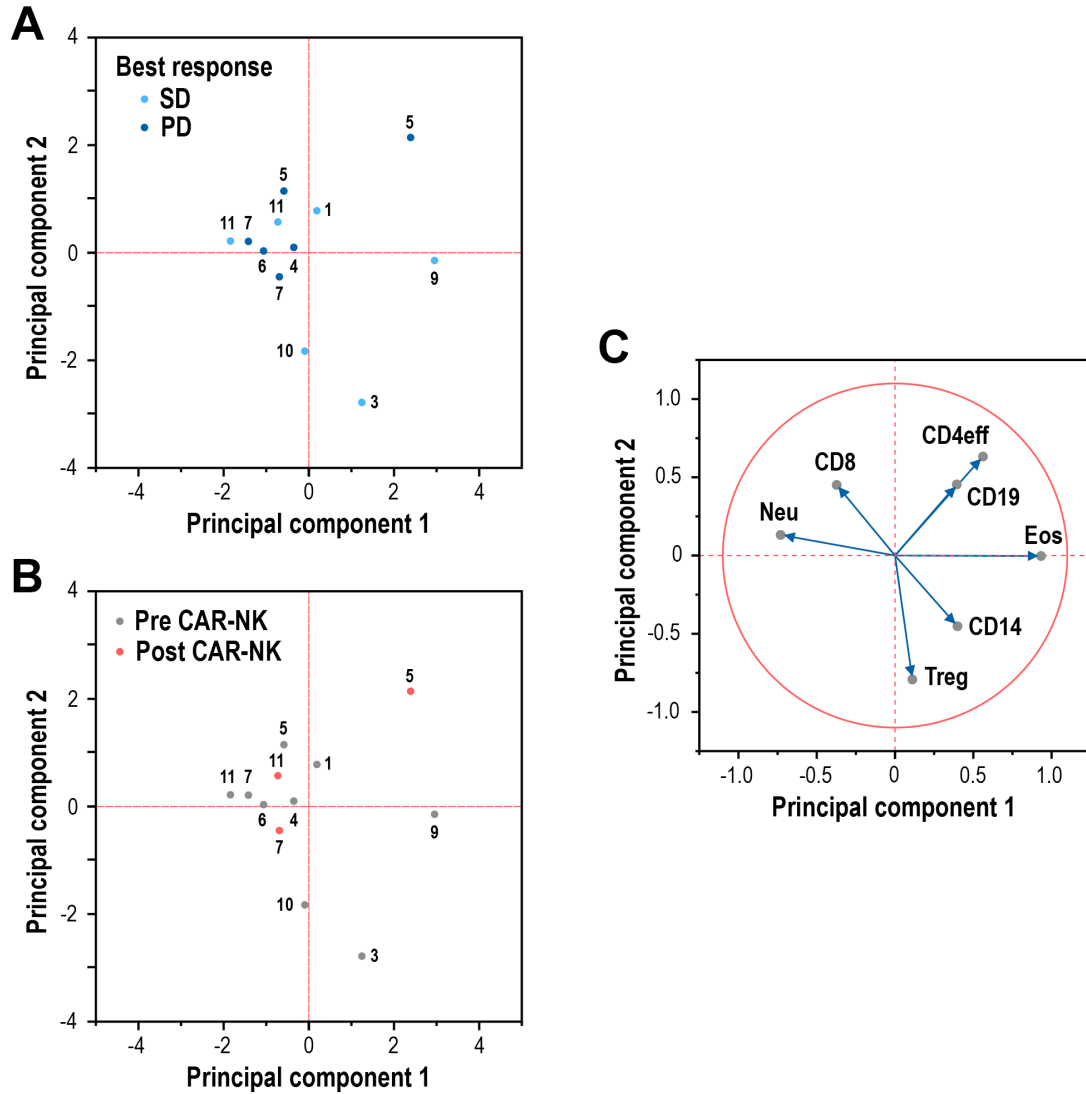 A
4
2
0
-2
-4
Principal component 2
Best response
SD
PD
5
5
11
1
11
7
6
4
7
9
10
3
-4
-2
0
2
4
Principal component 1
B
4
2
0
-2
-4
Principal component 2
Pre CAR-NK
Post CAR-NK
5
5
11
1
11
7
6
4
7
9
10
3
-4
-2
0
2
4
Principal component 1
C
1.0
0.5
0
-0.5
-1.0
Principal component 2
CD4eff
CD8
CD19
Neu
Eos
CD14
Treg
-1.0
-0.5
0
0.5
1.0
Principal component 1